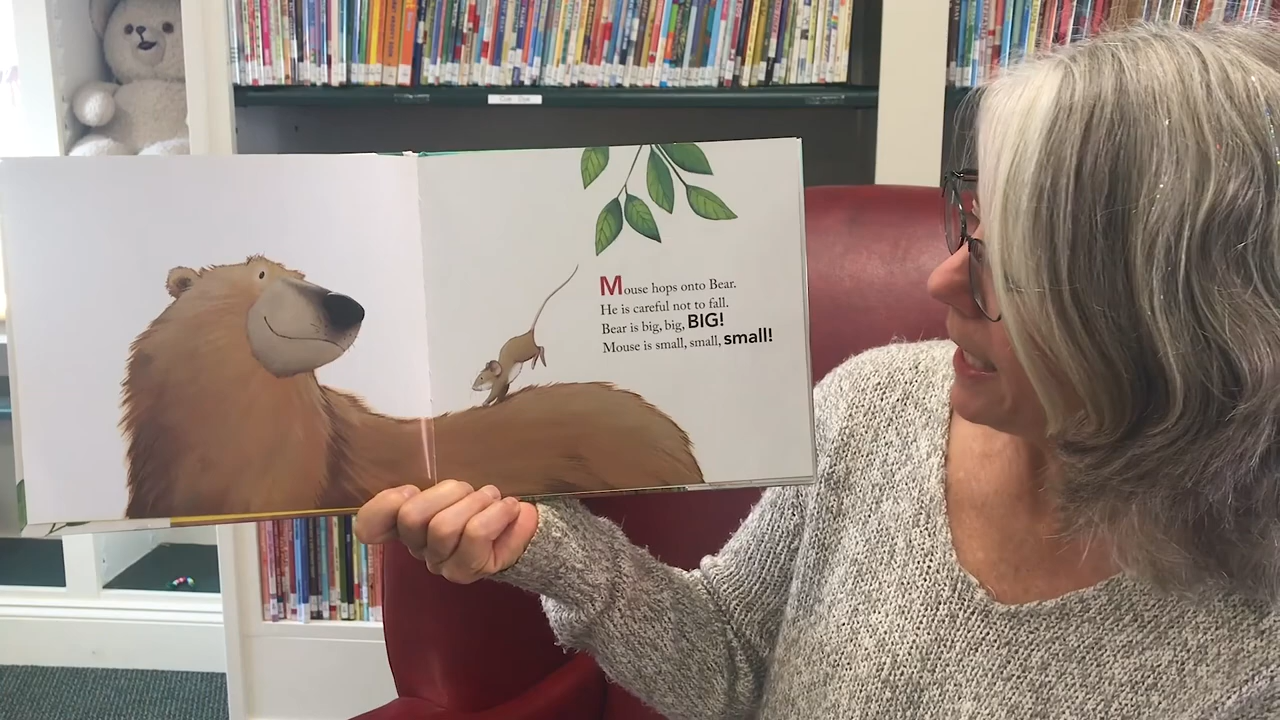 Mouse hops onto Bear.
He is careful not to fall.
Bear is big, big, BIG!
Mouse is small, small, small!